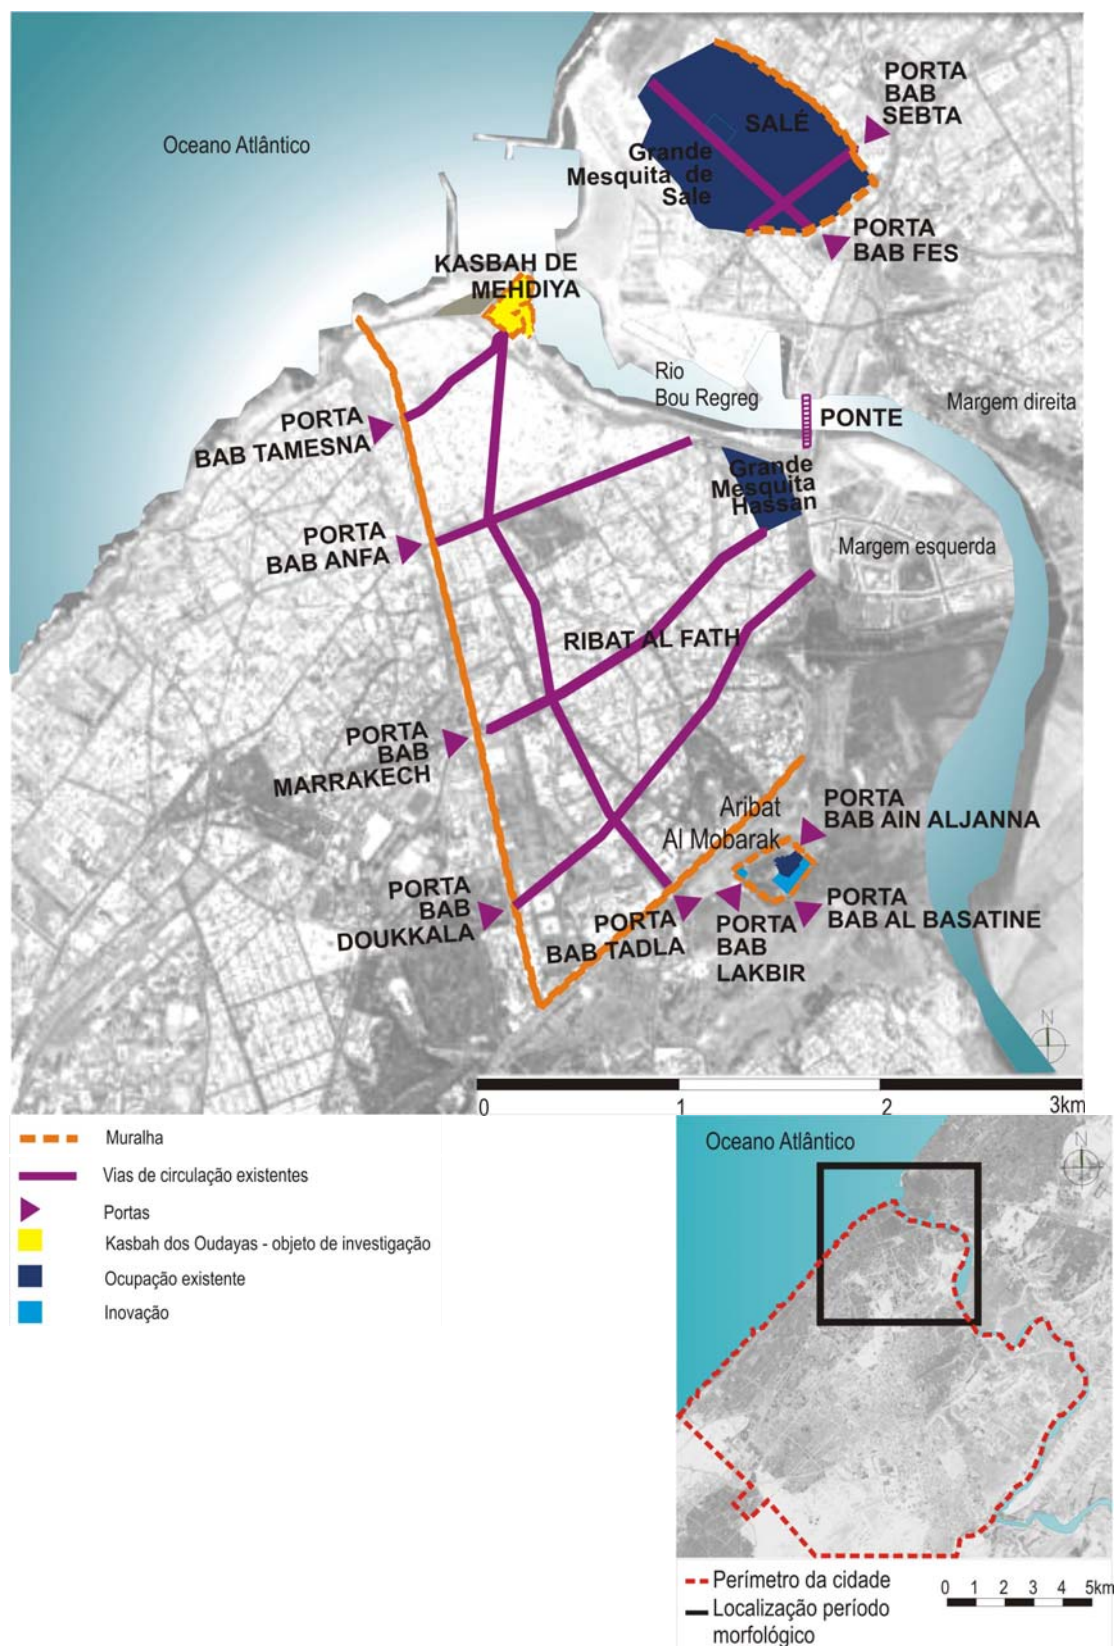 PORTA
BAB
SEBTA
Oceano Atlântico
SALÉ
Grande
Mesquita de
Sale
PORTA
BAB FES
KASBAH DE
MEHDIYA
Rio
Bou Regreg
Margem direita
PONTE
PORTA
BAB TAMESNA
Grande
Mesquita
Hassan
PORTA
BAB ANFA
Margem esquerda
RIBAT AL FATH
PORTA
BAB
MARRAKECH
Aribat
Al Mobarak
PORTA
BAB AIN ALJANNA
PORTA
BAB
DOUKKALA
PORTA
BAB TADLA
PORTA
BAB
LAKBIR
PORTA
BAB AL BASATINE
N
0 1 2 3km
Muralha
Vias de circulação existentes
Portas
Kasbah dos Oudayas - objeto de investigação
Ocupação existente
Inovação
Oceano Atlântico
N
Perímetro da cidade
Localização período
morfológico
0 1 2 3 4 5km